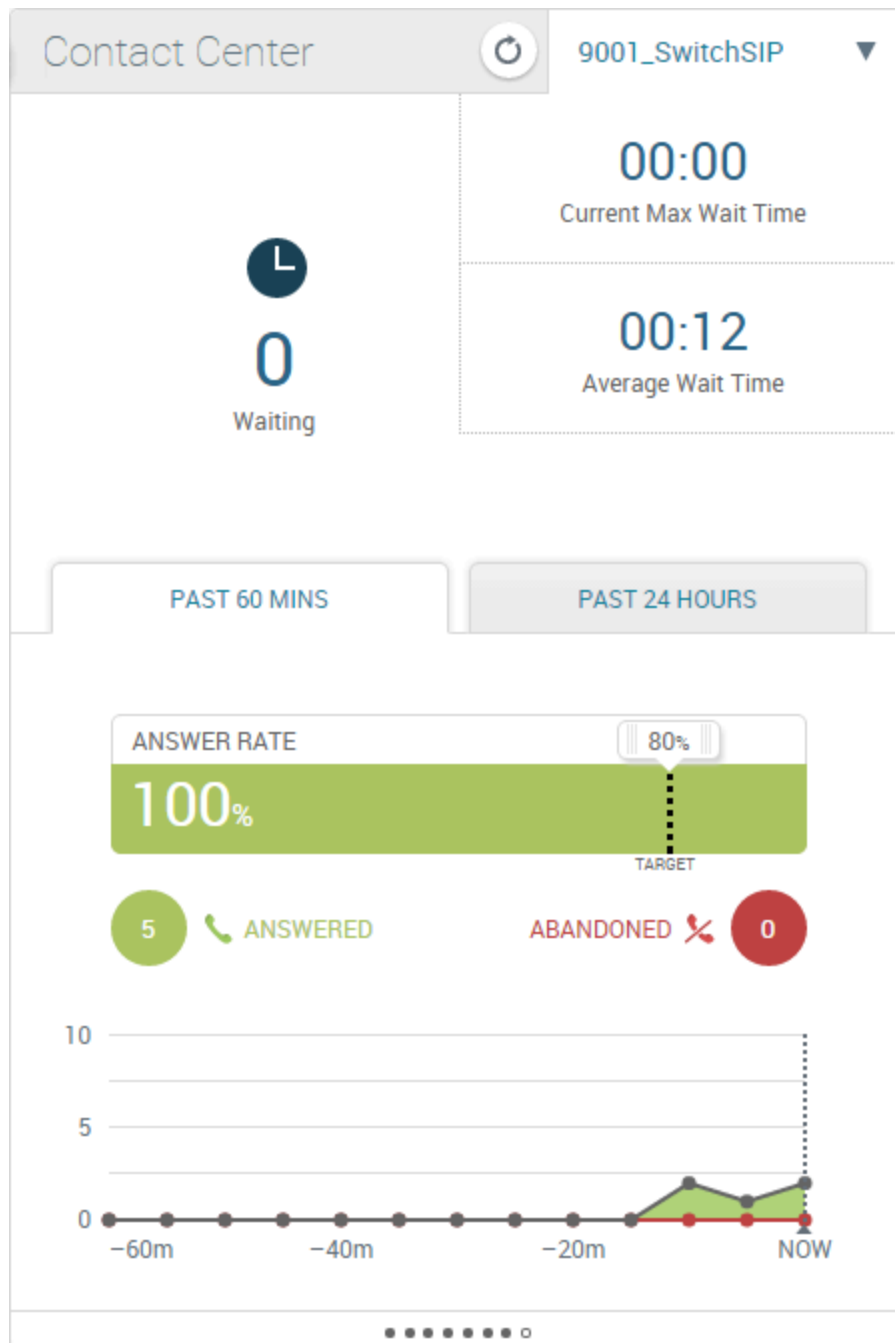 Contact Center
9001_SwitchSIP
00:00
Current Max Wait Time
0
Waiting
00:12
Average Wait Time
PAST 60 MINS
PAST 24 HOURS
ANSWER RATE
80%
100%
TARGET
5
ANSWERED
ABANDONED
0
10
5
0
−60m
−40m
−20m
NOW